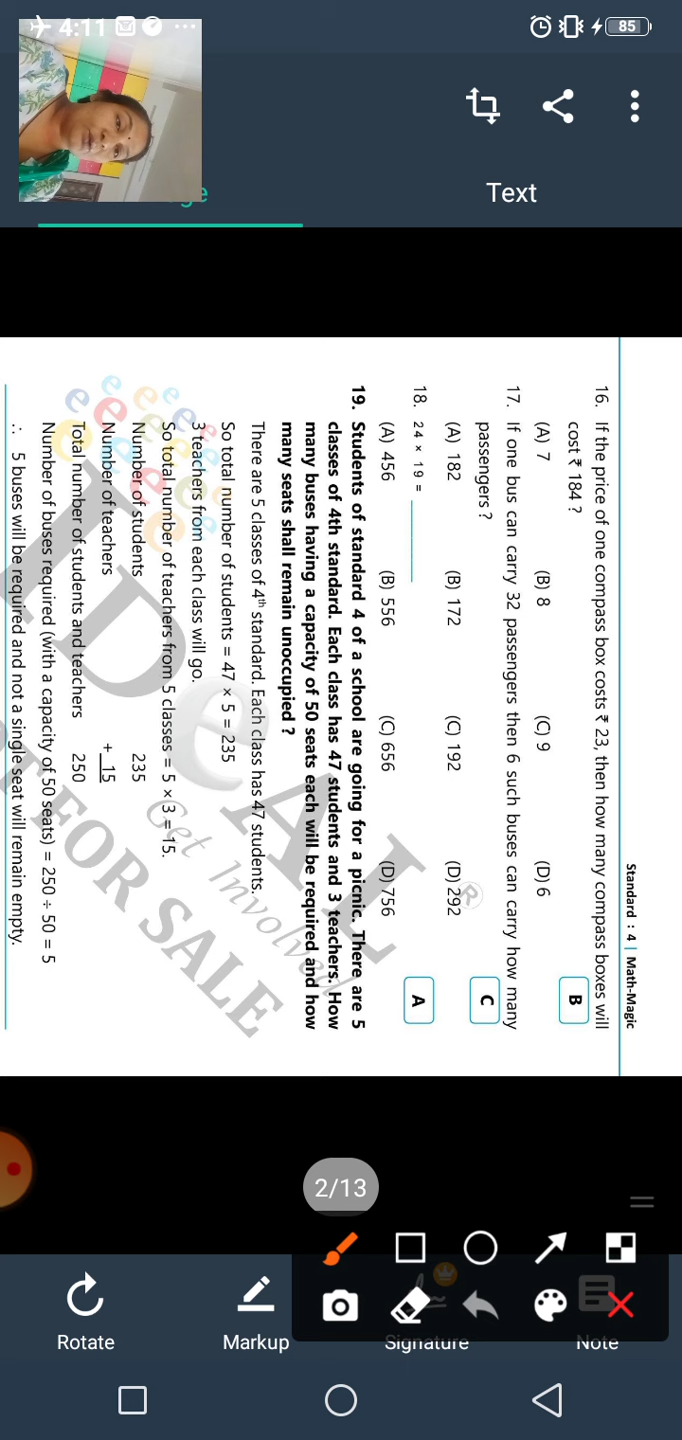 4:11
85
Text
Standard : 4 | Math-Magic
16. If the price of one compass box costs ₹ 23, then how many compass boxes will
cost ₹ 184 ?
B
(A) 7 (B) 8 (C) 9 (D) 6
17. If one bus can carry 32 passengers then 6 such buses can carry how many
passengers ?
C
(A) 182 (B) 172 (C) 192 (D) 292
18. 24 × 19 = ________
A
(A) 456 (B) 556 (C) 656 (D) 756
19. Students of standard 4 of a school are going for a picnic. There are 5
classes of 4th standard. Each class has 47 students and 3 teachers. How
many buses having a capacity of 50 seats each will be required and how
many seats shall remain unoccupied ?
There are 5 classes of 4th standard. Each class has 47 students.
So total number of students = 47 × 5 = 235
3 teachers from each class will go.
So total number of teachers from 5 classes = 5 × 3 = 15.
Number of students 235
Number of teachers + 15
Total number of students and teachers 250
Number of buses required (with a capacity of 50 seats) = 250 ÷ 50 = 5
∴ 5 buses will be required and not a single seat will remain empty.
IDeAL ®
Get Involved
FOR SALE
2/13
Rotate
Markup
Signature
Note